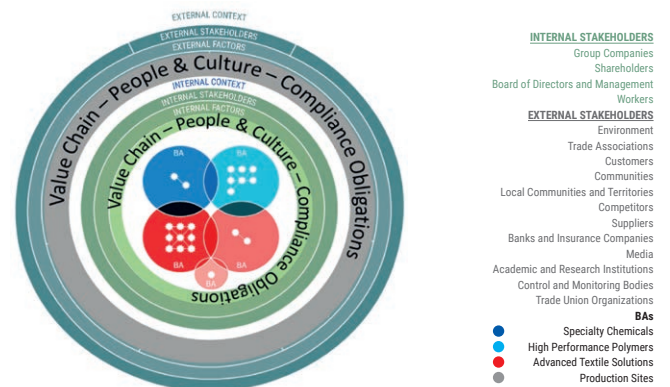 EXTERNAL CONTEXT
EXTERNAL STAKEHOLDERS
EXTERNAL FACTORS
Value Chain – People & Culture – Compliance Obligations
INTERNAL CONTEXT
INTERNAL STAKEHOLDERS
INTERNAL FACTORS
Value Chain – People & Culture – Compliance Obligations
BA
BA
BA
BA
BA
INTERNAL STAKEHOLDERS
Group Companies
Shareholders
Board of Directors and Management
Workers
EXTERNAL STAKEHOLDERS
Environment
Trade Associations
Customers
Communities
Local Communities and Territories
Competitors
Suppliers
Banks and Insurance Companies
Media
Academic and Research Institutions
Control and Monitoring Bodies
Trade Union Organizations
BAs
Specialty Chemicals
High Performance Polymers
Advanced Textile Solutions
Production Sites